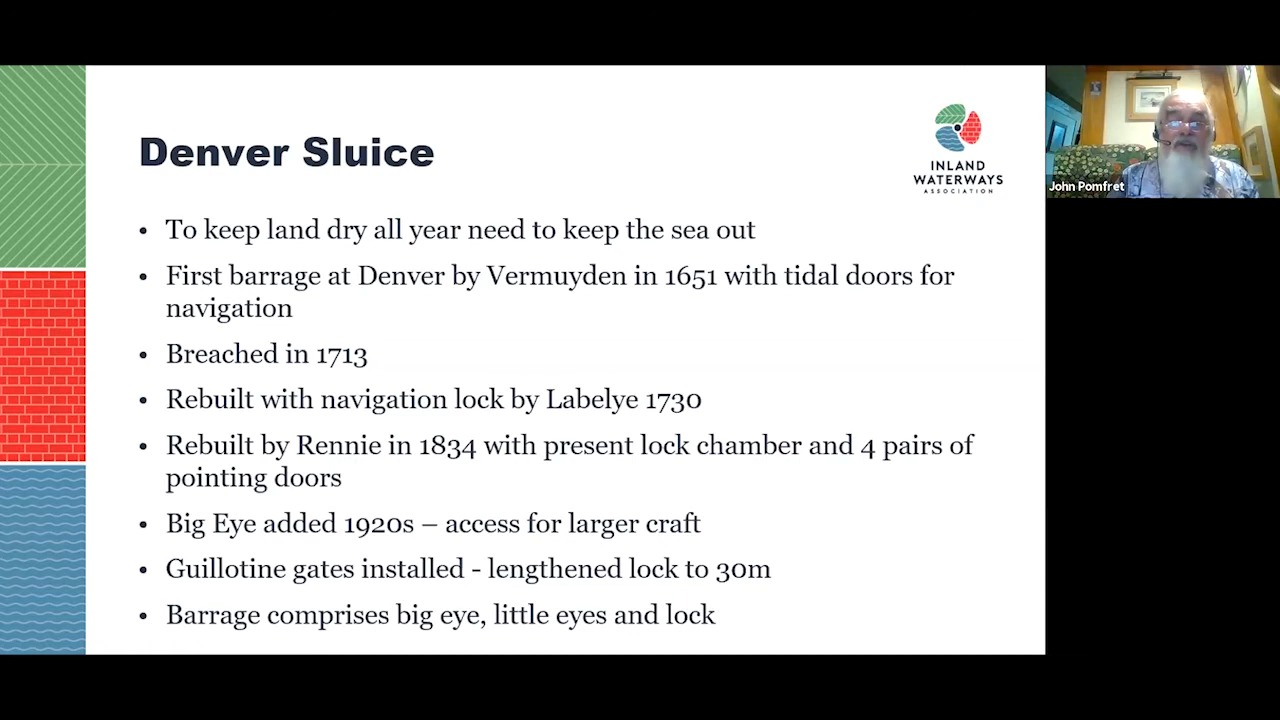 Denver Sluice
INLAND
WATERWAYS
ASSOCIATION
John Pomfret
• To keep land dry all year need to keep the sea out
• First barrage at Denver by Vermuyden in 1651 with tidal doors for
navigation
• Breached in 1713
• Rebuilt with navigation lock by Labelye 1730
• Rebuilt by Rennie in 1834 with present lock chamber and 4 pairs of
pointing doors
• Big Eye added 1920s – access for larger craft
• Guillotine gates installed - lengthened lock to 30m
• Barrage comprises big eye, little eyes and lock